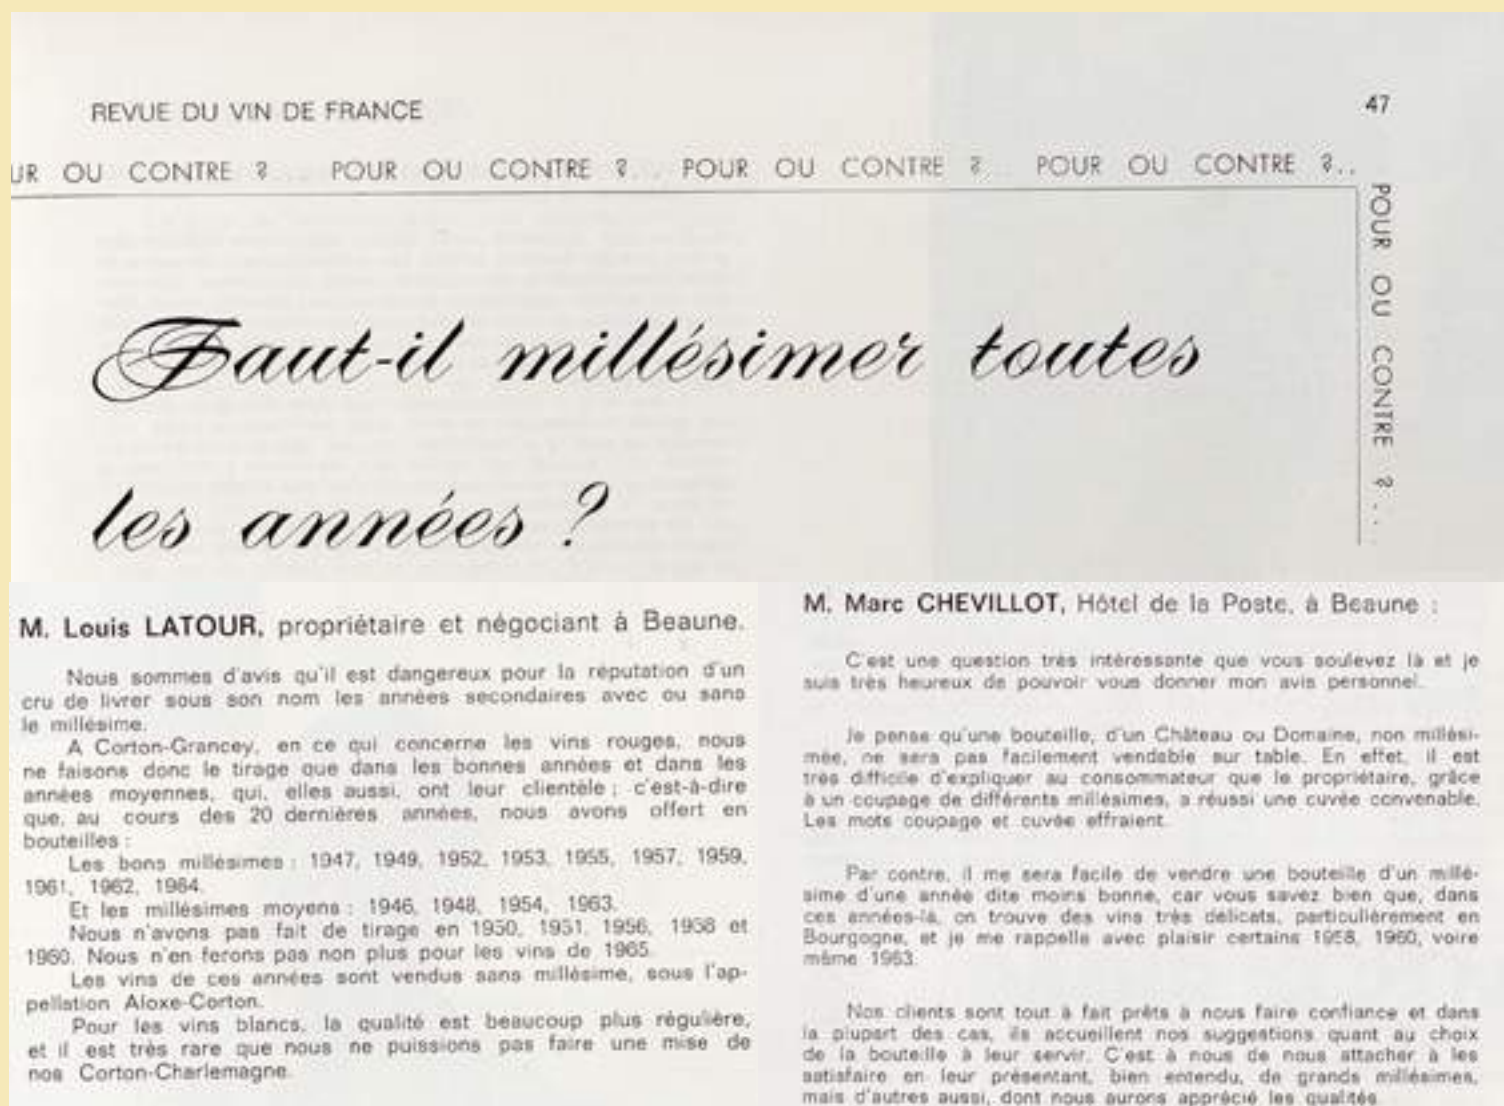 REVUE DU VIN DE FRANCE
47
UR OU CONTRE ?... POUR OU CONTRE ?... POUR OU CONTRE ?... POUR OU CONTRE ?..
POUR OU CONTRE ?...
Faut-il millésimer toutes
les années ?
M. Louis LATOUR, propriétaire et négociant à Beaune.
Nous sommes d'avis qu'il est dangereux pour la réputation d'un
cru de livrer sous son nom les années secondaires avec ou sans
le millésime.
A Corton-Grancey, en ce qui concerne les vins rouges, nous
ne faisons donc le tirage que dans les bonnes années et dans les
années moyennes, qui, elles aussi, ont leur clientèle ; c'est-à-dire
que, au cours des 20 dernières années, nous avons offert en
bouteilles :
Les bons millésimes : 1947, 1949, 1952, 1953, 1955, 1957, 1959,
1961, 1962, 1964.
Et les millésimes moyens : 1946, 1948, 1954, 1963.
Nous n'avons pas fait de tirage en 1950, 1951, 1956, 1958 et
1960. Nous n'en ferons pas non plus pour les vins de 1965.
Les vins de ces années sont vendus sans millésime, sous l'ap-
pellation Aloxe-Corton.
Pour les vins blancs, la qualité est beaucoup plus régulière,
et il est très rare que nous ne puissions pas faire une mise de
nos Corton-Charlemagne.
M. Marc CHEVILLOT, Hôtel de la Poste, à Beaune :
C'est une question très intéressante que vous soulevez là et je
suis très heureux de pouvoir vous donner mon avis personnel.
Je pense qu'une bouteille, d'un Château ou Domaine, non millési-
mée, ne sera pas facilement vendable sur table. En effet, il est
très difficile d'expliquer au consommateur que le propriétaire, grâce
à un coupage de différents millésimes, a réussi une cuvée convenable.
Les mots coupage et cuvée effraient.
Par contre, il me sera facile de vendre une bouteille d'un millé-
sime d'une année dite moins bonne, car vous savez bien que, dans
ces années-là, on trouve des vins très délicats, particulièrement en
Bourgogne, et je me rappelle avec plaisir certains 1958, 1960, voire
même 1963.
Nos clients sont tout à fait prêts à nous faire confiance et dans
la plupart des cas, ils accueillent nos suggestions quant au choix
de la bouteille à leur servir. C'est à nous de nous attacher à les
satisfaire en leur présentant, bien entendu, de grands millésimes,
mais d'autres aussi, dont nous aurons apprécié les qualités